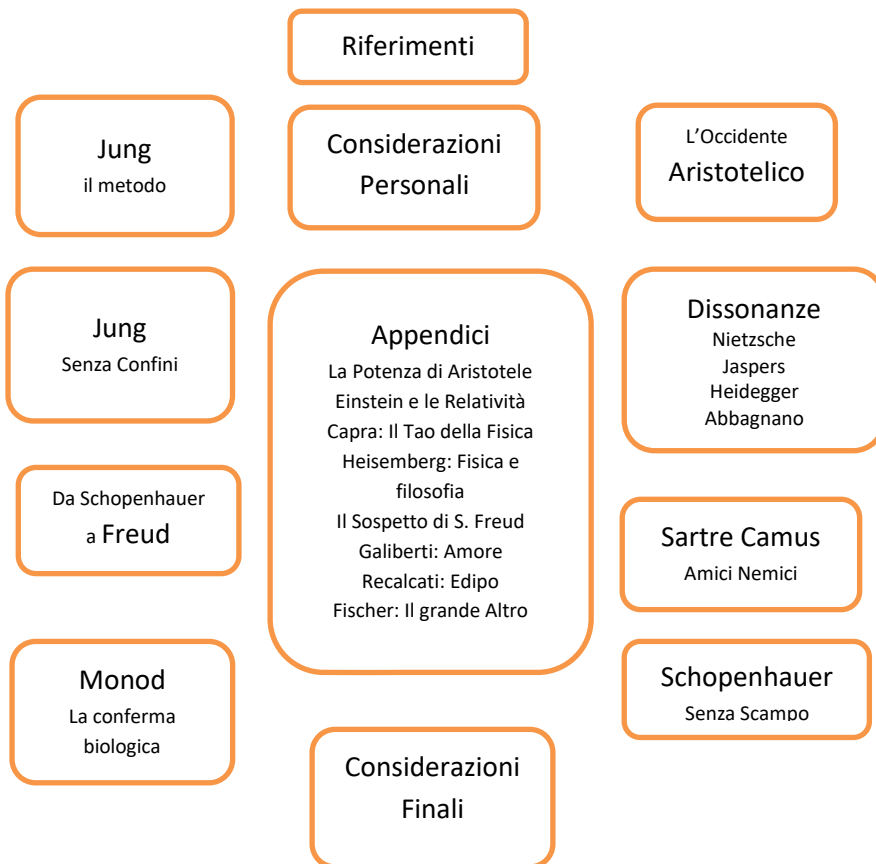 Riferimenti
Jung
il metodo
Considerazioni
Personali
L’Occidente
Aristotelico
Jung
Senza Confini
Appendici
La Potenza di Aristotele
Einstein e le Relatività
Capra: Il Tao della Fisica
Heisemberg: Fisica e
filosofia
Il Sospetto di S. Freud
Galiberti: Amore
Recalcati: Edipo
Fischer: Il grande Altro
Dissonanze
Nietzsche
Jaspers
Heidegger
Abbagnano
Da Schopenhauer
a Freud
Sartre Camus
Amici Nemici
Monod
La conferma
biologica
Schopenhauer
Senza Scampo
Considerazioni
Finali